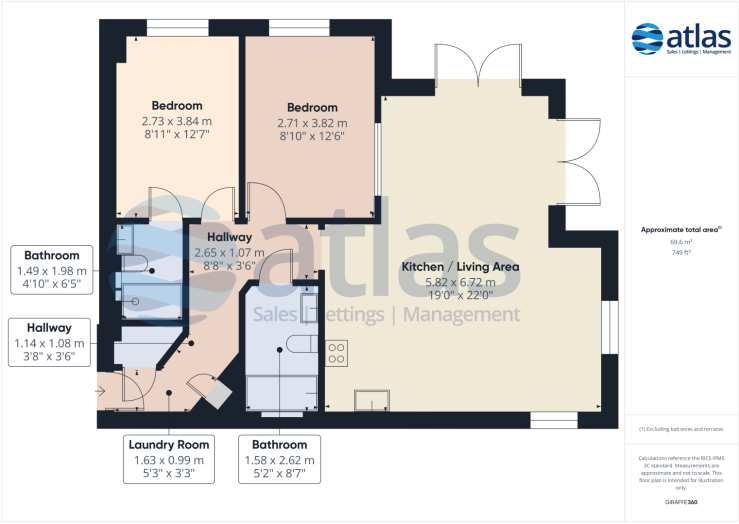 Bedroom
2.73 x 3.84 m
8'11" x 12'7"
Bedroom
2.71 x 3.82 m
8'10" x 12'6"
Bathroom
1.49 x 1.98 m
4'10" x 6'5"
Hallway
2.65 x 1.07 m
8'8" x 3'6"
Kitchen / Living Area
5.82 x 6.72 m
19'0" x 22'0"
Hallway
1.14 x 1.08 m
3'8" x 3'6"
Laundry Room
1.63 x 0.99 m
5'3" x 3'3"
Bathroom
1.58 x 2.62 m
5'2" x 8'7"
atlas
Sales | Lettings | Management
atlas
Sales | Lettings | Management
Approximate total area(1)
69.6 m²
749 ft²
(1) Excluding balconies and terraces
Calculations reference the RICS IPMS
3C standard. Measurements are
approximate and not to scale. This
floor plan is intended for illustration
only.
GIRAFFE360